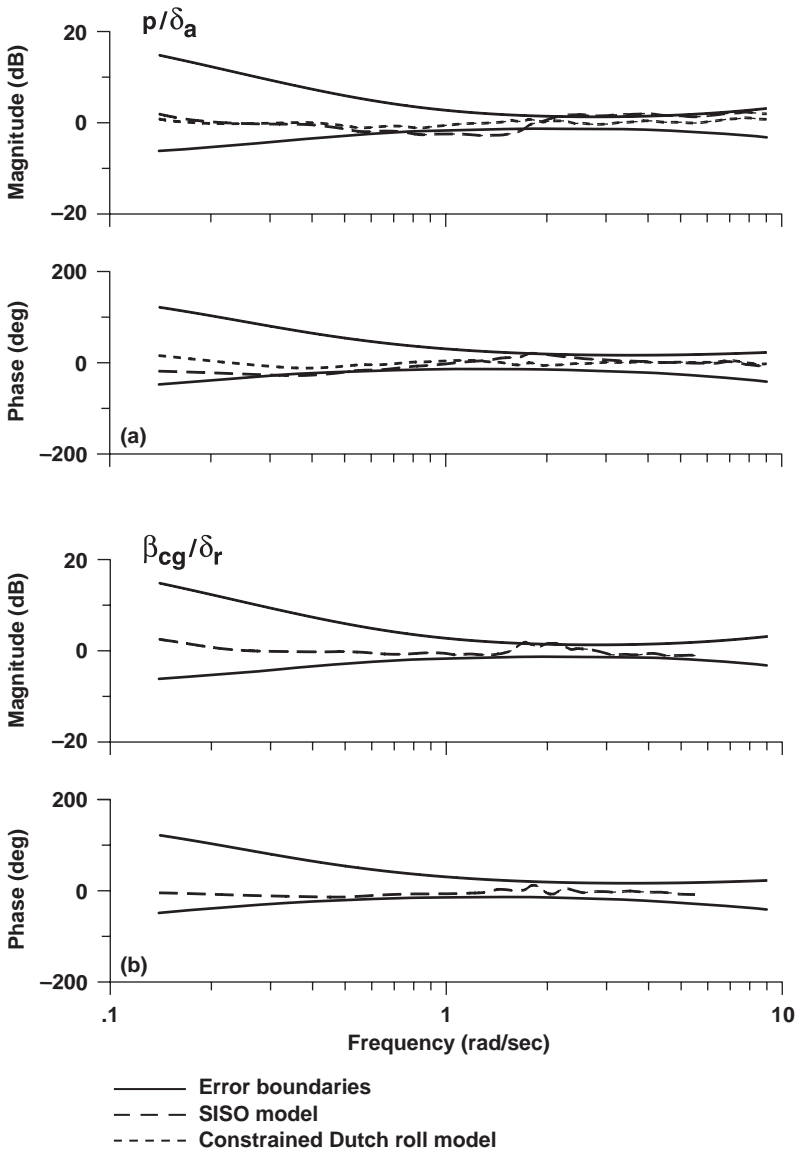 p/δa
20
0
–20
Magnitude (dB)
200
0
–200
Phase (deg)
(a)
βcg/δr
20
0
–20
Magnitude (dB)
200
0
–200
Phase (deg)
(b)
.1 1 10
Frequency (rad/sec)
Error boundaries
SISO model
Constrained Dutch roll model